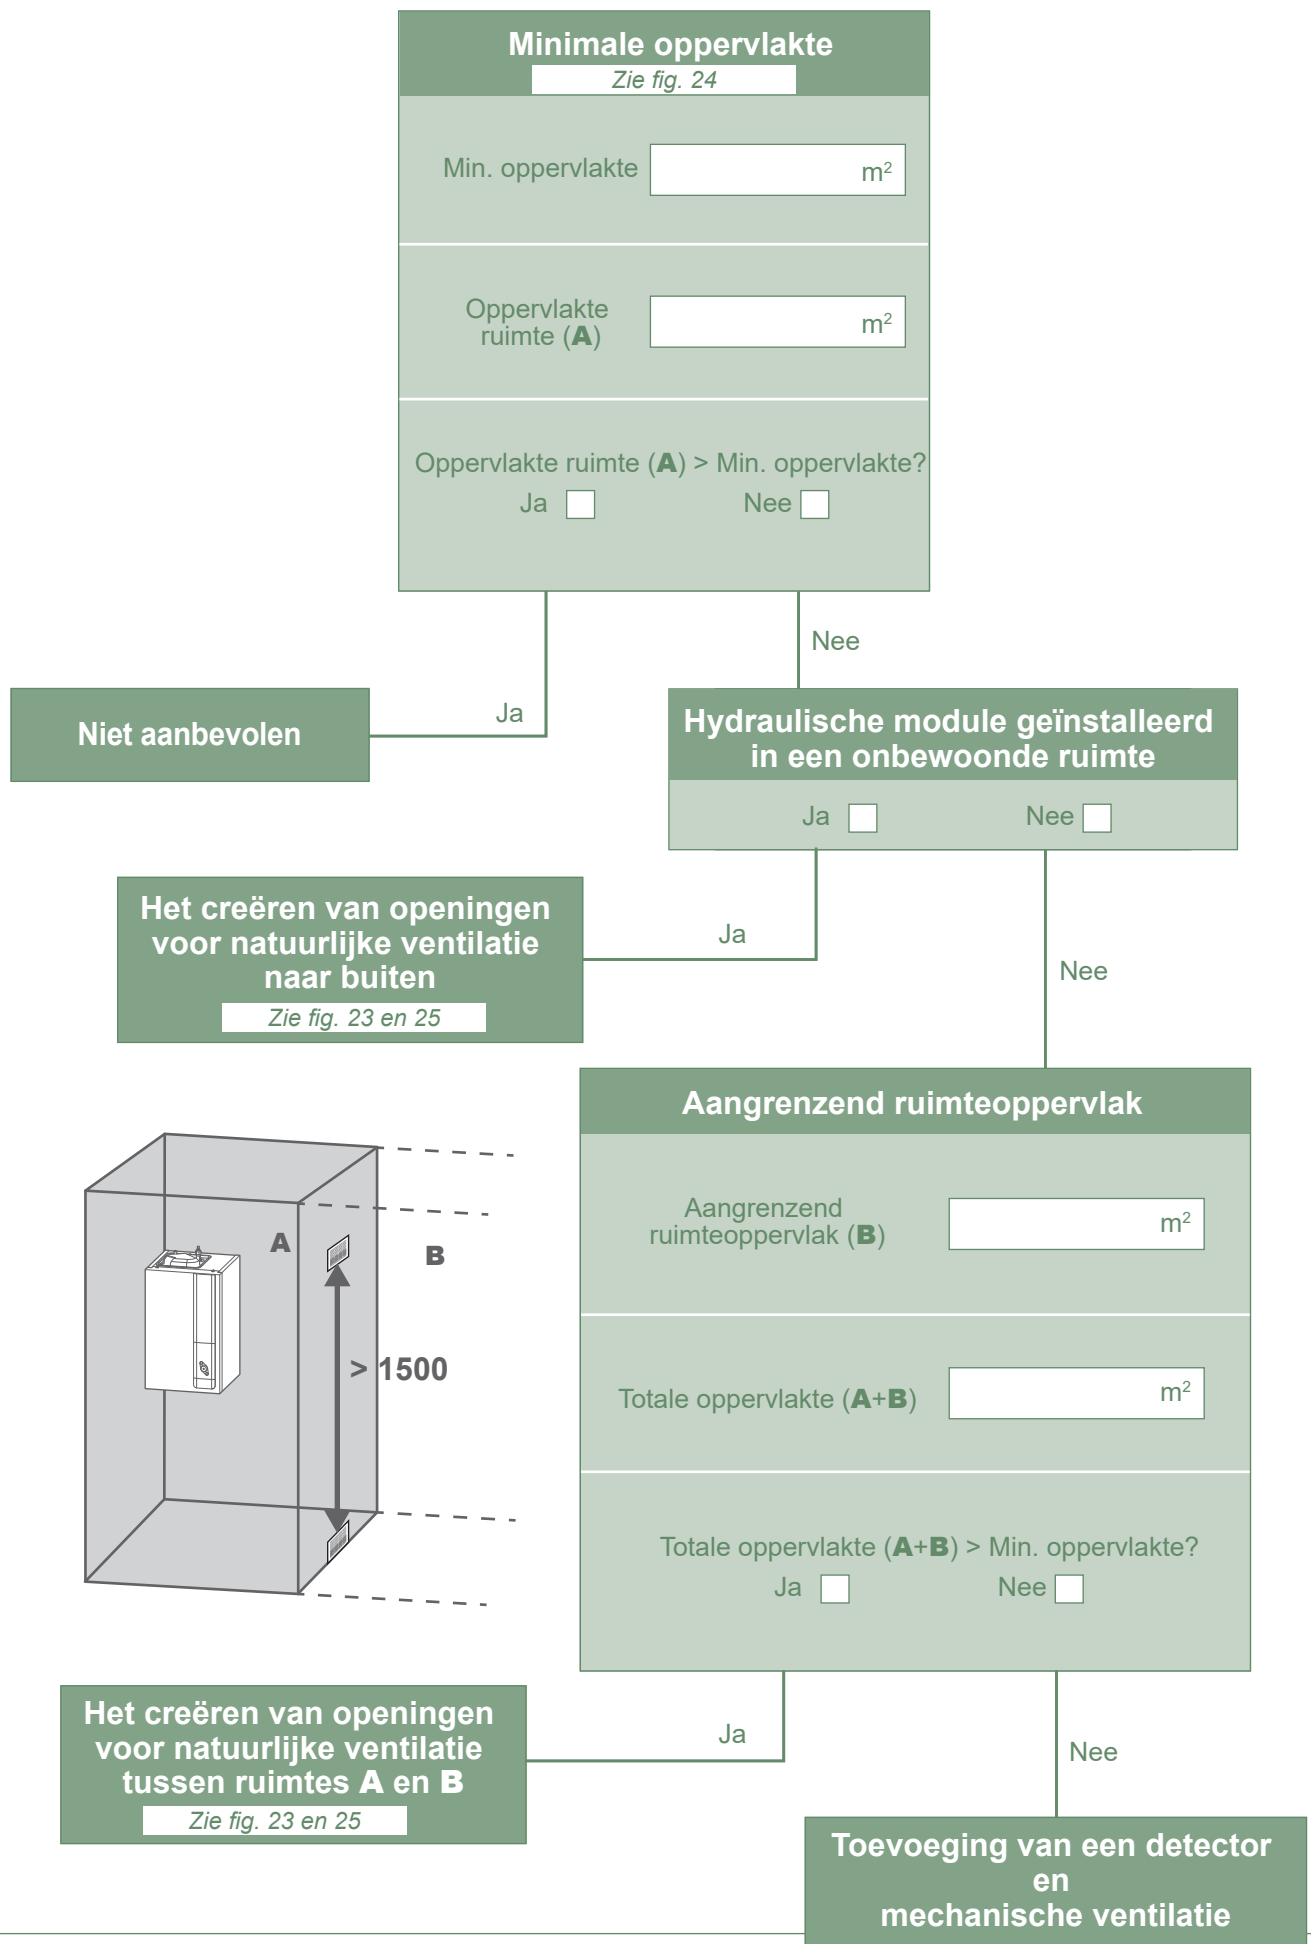 Minimale oppervlakte
Zie fig. 24
Min. oppervlakte
m²
Oppervlakte
ruimte (A)
m²
Oppervlakte ruimte (A) > Min. oppervlakte?
Ja
Nee
Nee
Ja
Niet aanbevolen
Hydraulische module geïnstalleerd
in een onbewoonde ruimte
Ja
Nee
Het creëren van openingen
voor natuurlijke ventilatie
naar buiten
Zie fig. 23 en 25
Ja
Nee
Aangrenzend ruimteoppervlak
Aangrenzend
ruimteoppervlak (B)
m²
A
B
> 1500
Totale oppervlakte (A+B)
m²
Totale oppervlakte (A+B) > Min. oppervlakte?
Ja
Nee
Het creëren van openingen
voor natuurlijke ventilatie
tussen ruimtes A en B
Zie fig. 23 en 25
Ja
Nee
Toevoeging van een detector
en
mechanische ventilatie